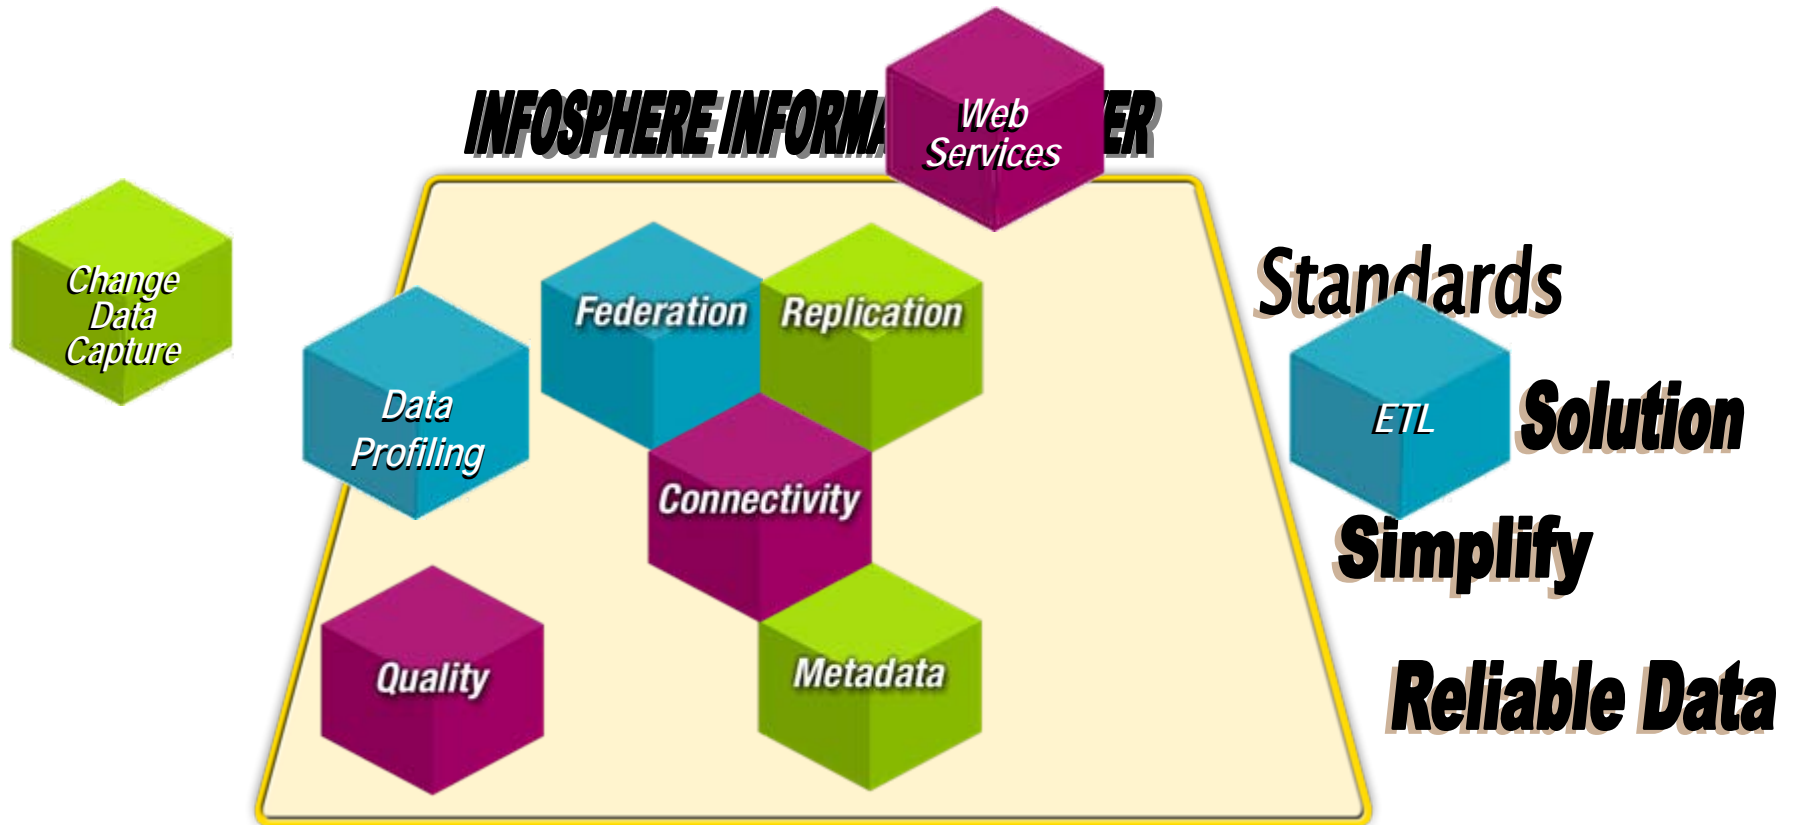 INFOSPHERE INFORMA
Web
Services
Change
Data
Capture
Standards
Federation
Replication
Data
Profiling
ETL
Solution
Connectivity
Simplify
Quality
Metadata
Reliable Data